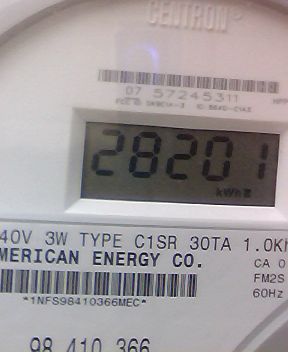 CENTRON®
07 57245311
28201
kWh
40V 3W TYPE C1SR 30TA 1.0Kh
MERICAN ENERGY CO.
CA 0
FM2S
60Hz
*1NFS98410366MEC*
98 410 366